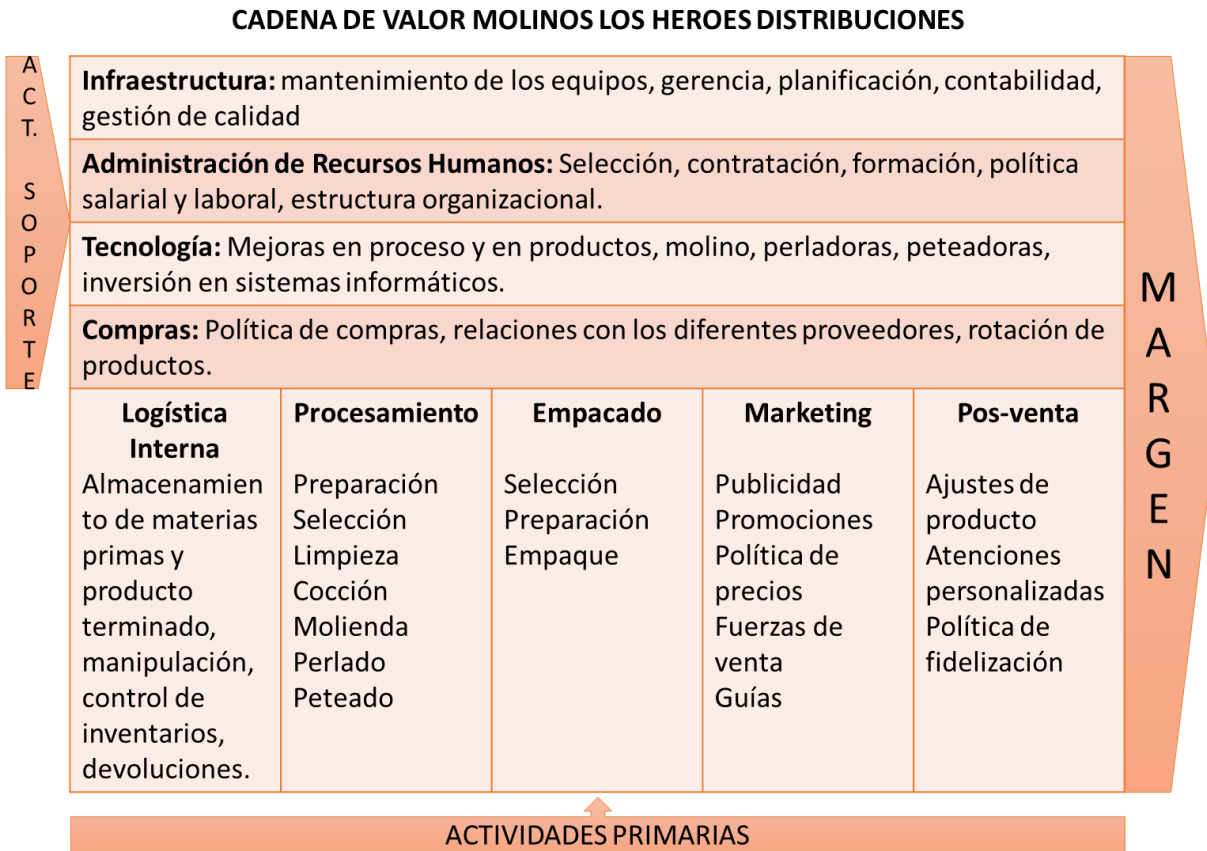 CADENA DE VALOR MOLINOS LOS HEROES DISTRIBUCIONES
ACT. SOPORTE
Infraestructura: mantenimiento de los equipos, gerencia, planificación, contabilidad,
gestión de calidad
Administración de Recursos Humanos: Selección, contratación, formación, política
salarial y laboral, estructura organizacional.
Tecnología: Mejoras en proceso y en productos, molino, perladoras, peteadoras,
inversión en sistemas informáticos.
Compras: Política de compras, relaciones con los diferentes proveedores, rotación de
productos.
Logística
Interna
Almacenamien
to de materias
primas y
producto
terminado,
manipulación,
control de
inventarios,
devoluciones.
Procesamiento
Preparación
Selección
Limpieza
Cocción
Molienda
Perlado
Peteado
Empacado
Selección
Preparación
Empaque
Marketing
Publicidad
Promociones
Política de
precios
Fuerzas de
venta
Guías
Pos-venta
Ajustes de
producto
Atenciones
personalizadas
Política de
fidelización
MARGEN
ACTIVIDADES PRIMARIAS